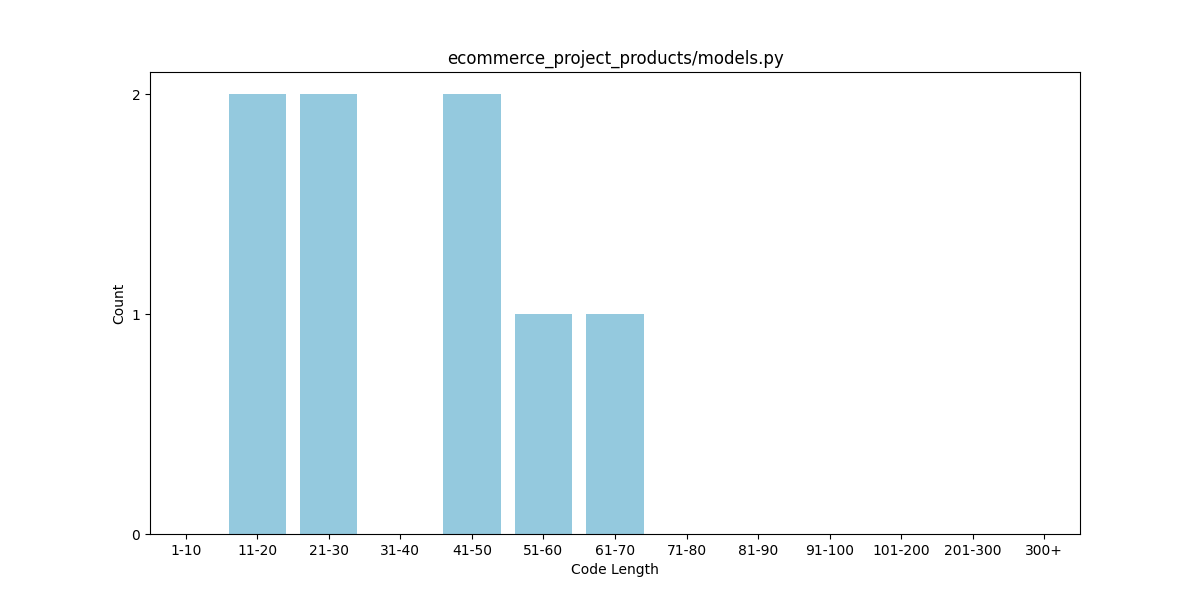 ecommerce_project_products/models.py
Count
2
1
0
1-10 11-20 21-30 31-40 41-50 51-60 61-70 71-80 81-90 91-100 101-200 201-300 300+
Code Length